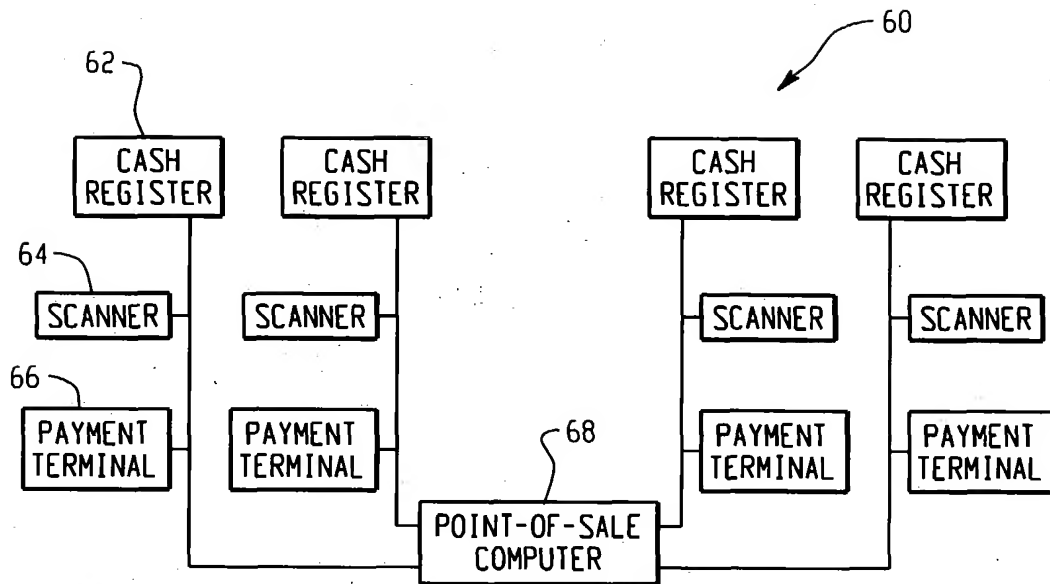 60
62
CASH
REGISTER
CASH
REGISTER
CASH
REGISTER
CASH
REGISTER
64
SCANNER
SCANNER
SCANNER
SCANNER
66
PAYMENT
TERMINAL
PAYMENT
TERMINAL
68
PAYMENT
TERMINAL
PAYMENT
TERMINAL
POINT-OF-SALE
COMPUTER